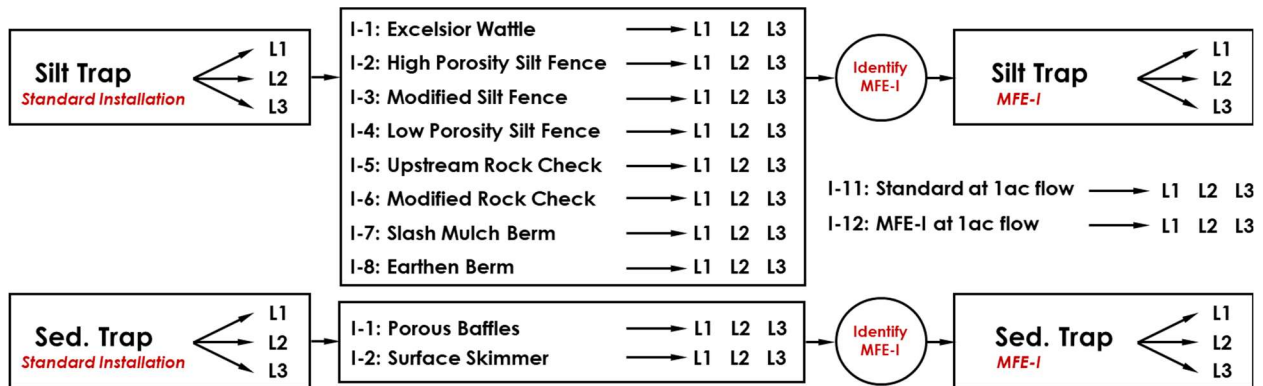 Silt Trap
Standard Installation
L1
L2
L3
I-1: Excelsior Wattle L1 L2 L3
I-2: High Porosity Silt Fence L1 L2 L3
I-3: Modified Silt Fence L1 L2 L3
I-4: Low Porosity Silt Fence L1 L2 L3
I-5: Upstream Rock Check L1 L2 L3
I-6: Modified Rock Check L1 L2 L3
I-7: Slash Mulch Berm L1 L2 L3
I-8: Earthen Berm L1 L2 L3
Identify
MFE-I
Silt Trap
MFE-I
L1
L2
L3
I-11: Standard at 1ac flow L1 L2 L3
I-12: MFE-I at 1ac flow L1 L2 L3
Sed. Trap
Standard Installation
L1
L2
L3
I-1: Porous Baffles L1 L2 L3
I-2: Surface Skimmer L1 L2 L3
Identify
MFE-I
Sed. Trap
MFE-I
L1
L2
L3